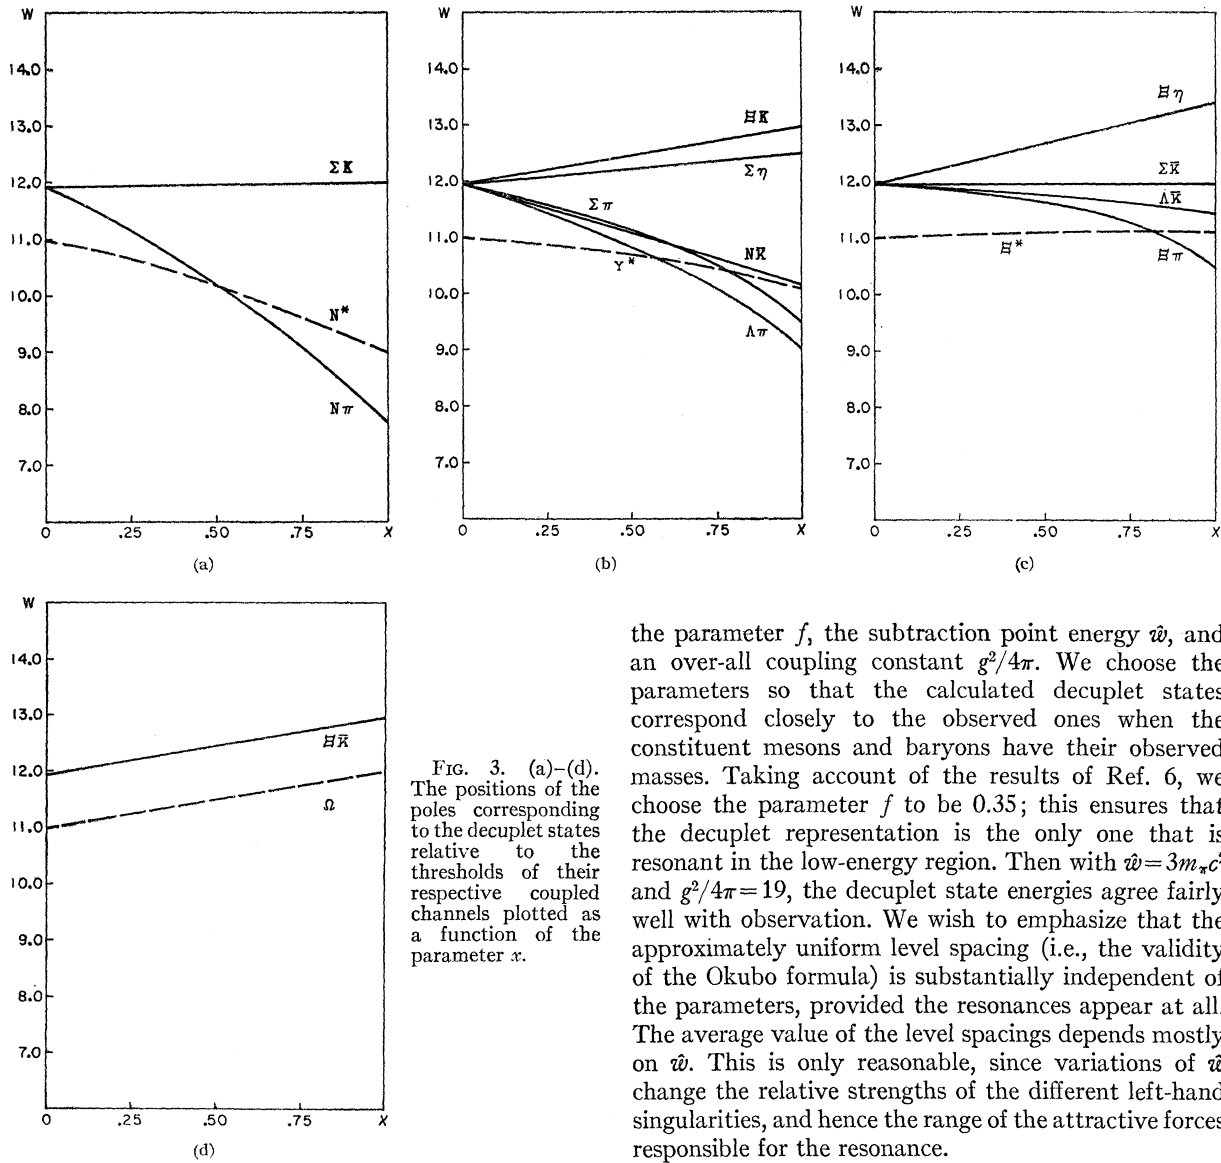 W
14.0
13.0
12.0
11.0
10.0
9.0
8.0
7.0
ΣK
N*
Nπ
0 .25 .50 .75 X
(a)
W
14.0
13.0
12.0
11.0
10.0
9.0
8.0
7.0
ΞK̄
Ση
Σπ
NK̄
Y*
Λπ
0 .25 .50 .75 X
(b)
W
14.0
13.0
12.0
11.0
10.0
9.0
8.0
7.0
Ξη
ΣK̄
ΛK̄
Ξ*
Ξπ
0 .25 .50 .75 X
(c)
W
14.0
13.0
12.0
11.0
10.0
9.0
8.0
7.0
ΞK̄
Ω
0 .25 .50 .75 X
(d)
FIG. 3. (a)–(d).
The positions of the
poles corresponding
to the decuplet states
relative to the
thresholds of their
respective coupled
channels plotted as
a function of the
parameter x.
the parameter f, the subtraction point energy ŵ, and
an over-all coupling constant g²/4π. We choose the
parameters so that the calculated decuplet states
correspond closely to the observed ones when the
constituent mesons and baryons have their observed
masses. Taking account of the results of Ref. 6, we
choose the parameter f to be 0.35; this ensures that
the decuplet representation is the only one that is
resonant in the low-energy region. Then with ŵ=3mπc²
and g²/4π=19, the decuplet state energies agree fairly
well with observation. We wish to emphasize that the
approximately uniform level spacing (i.e., the validity
of the Okubo formula) is substantially independent of
the parameters, provided the resonances appear at all.
The average value of the level spacings depends mostly
on ŵ. This is only reasonable, since variations of ŵ
change the relative strengths of the different left-hand
singularities, and hence the range of the attractive forces
responsible for the resonance.